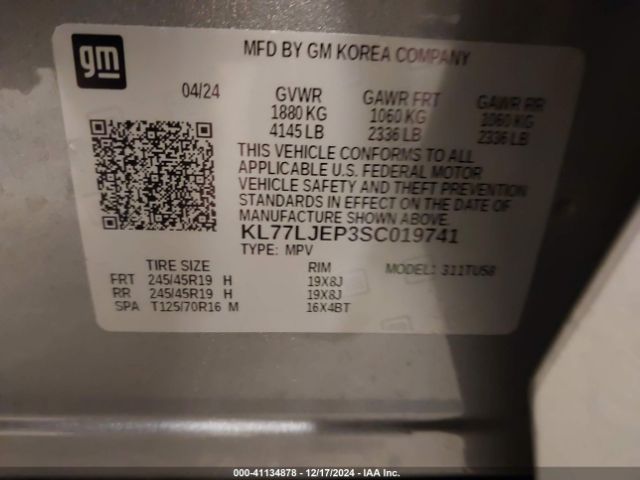 gm
MFD BY GM KOREA COMPANY
04/24 GVWR GAWR FRT GAWR RR
1880 KG 1060 KG 1060 KG
4145 LB 2336 LB 2336 LB
THIS VEHICLE CONFORMS TO ALL
APPLICABLE U.S. FEDERAL MOTOR
VEHICLE SAFETY AND THEFT PREVENTION
STANDARDS IN EFFECT ON THE DATE OF
MANUFACTURE SHOWN ABOVE.
KL77LJEP3SC019741
TYPE: MPV
TIRE SIZE RIM MODEL: 311TU58
FRT 245/45R19 H 19X8J
RR 245/45R19 H 19X8J
SPA T125/70R16 M 16X4BT
000-41134878 - 12/17/2024 - IAA Inc.